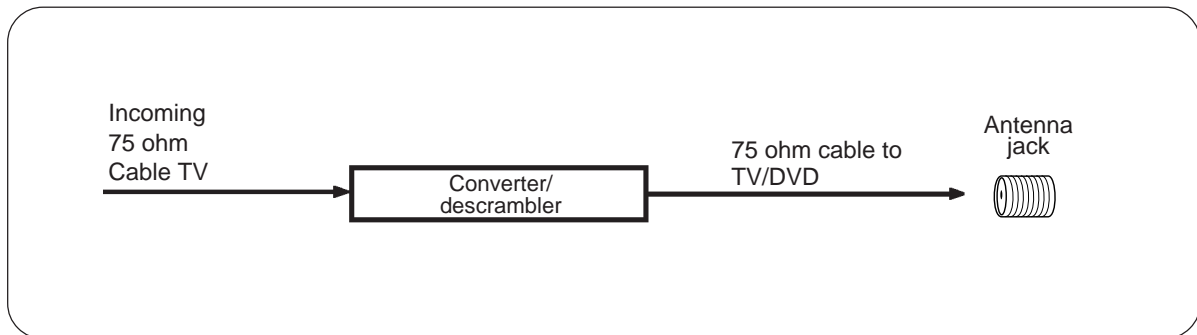 Incoming
75 ohm
Cable TV
Converter/
descrambler
75 ohm cable to
TV/DVD
Antenna
jack